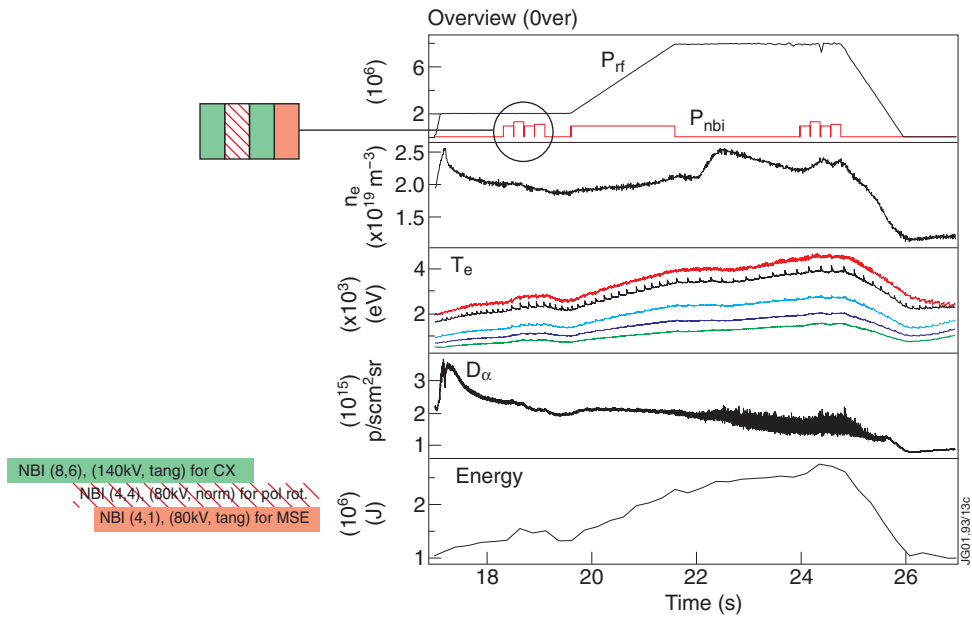 Overview (0ver)
(10⁶)
8
6
4
2
0
P_rf
P_nbi
n_e
(x10¹⁹ m⁻³)
2.5
2.0
1.5
T_e
(x10³)
(eV)
4
2
D_α
(10¹⁵)
p/scm²sr
3
2
1
NBI (8,6), (140kV, tang) for CX
NBI (4,4), (80kV, norm) for pol rot.
NBI (4,1), (80kV, tang) for MSE
Energy
(10⁶)
(J)
2
1
18
20
22
24
26
Time (s)
JG01.93/13c